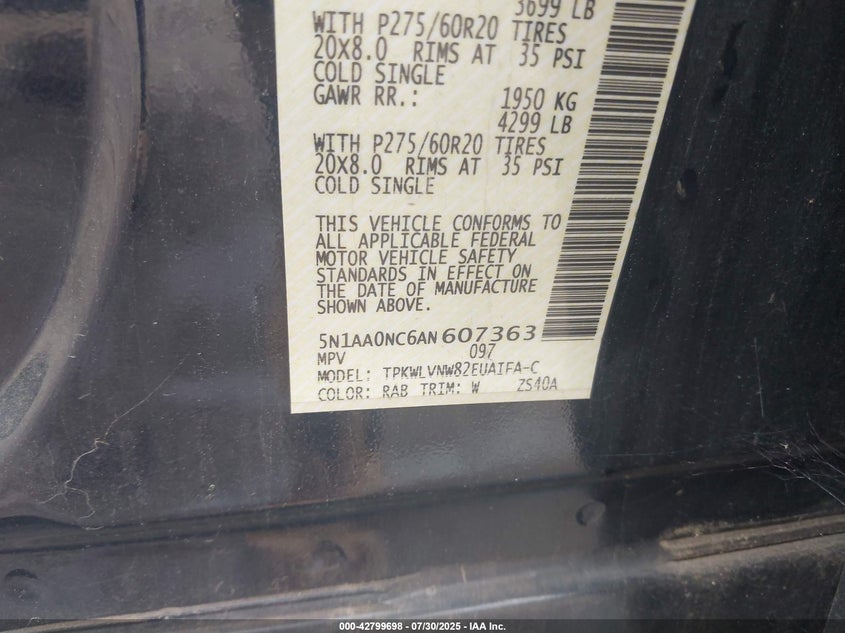 3699 LB
WITH P275/60R20 TIRES
20X8.0 RIMS AT 35 PSI
COLD SINGLE
GAWR RR.: 1950 KG
4299 LB
WITH P275/60R20 TIRES
20X8.0 RIMS AT 35 PSI
COLD SINGLE
THIS VEHICLE CONFORMS TO
ALL APPLICABLE FEDERAL
MOTOR VEHICLE SAFETY
STANDARDS IN EFFECT ON
THE DATE OF MANUFACTURE
SHOWN ABOVE.
5N1AA0NC6AN607363
MPV 097
MODEL: TPKWLVNW82EUAIFA-C
COLOR: RAB TRIM: W ZS40A
000-42799698 - 07/30/2025 - IAA Inc.